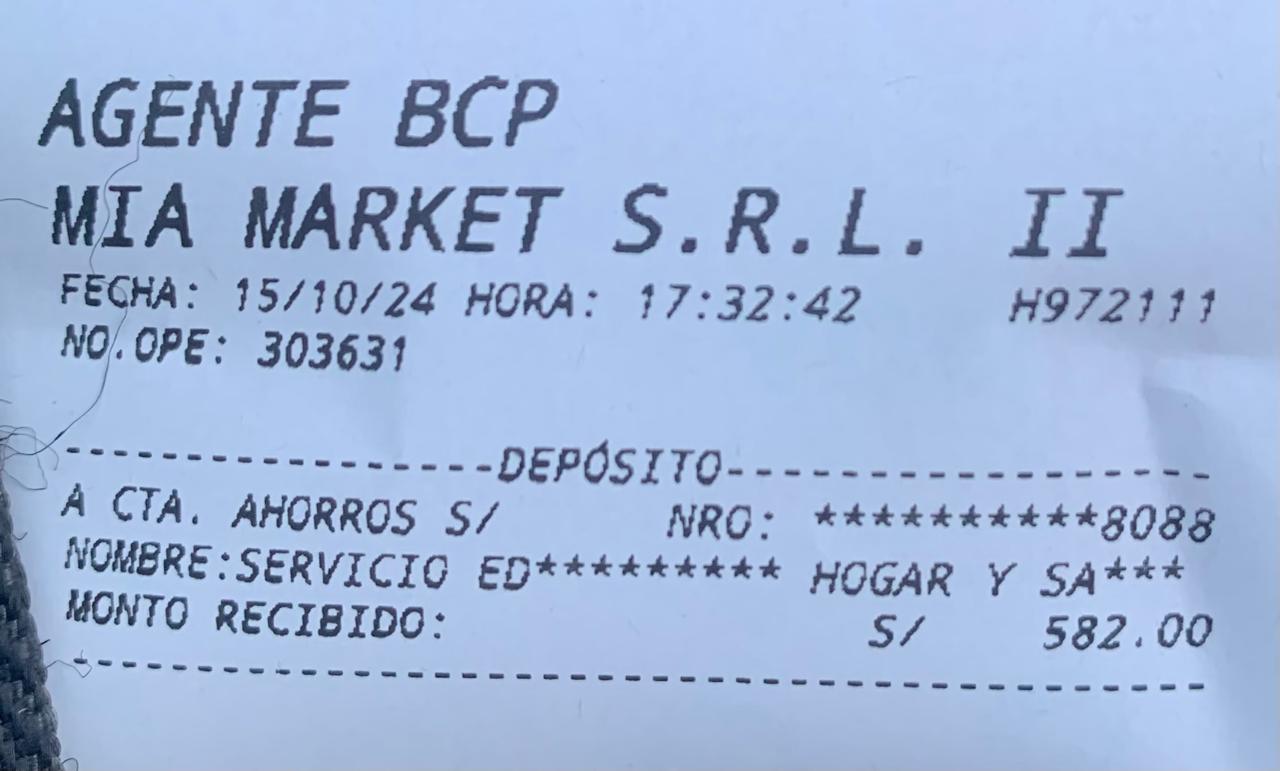 AGENTE BCP
MIA MARKET S.R.L. II
FECHA: 15/10/24 HORA: 17:32:42 H972111
NO.OPE: 303631
-----------------DEPÓSITO-------------------
A CTA. AHORROS S/ NRO: **********8088
NOMBRE:SERVICIO ED********* HOGAR Y SA***
MONTO RECIBIDO: S/ 582.00
--------------------------------------------